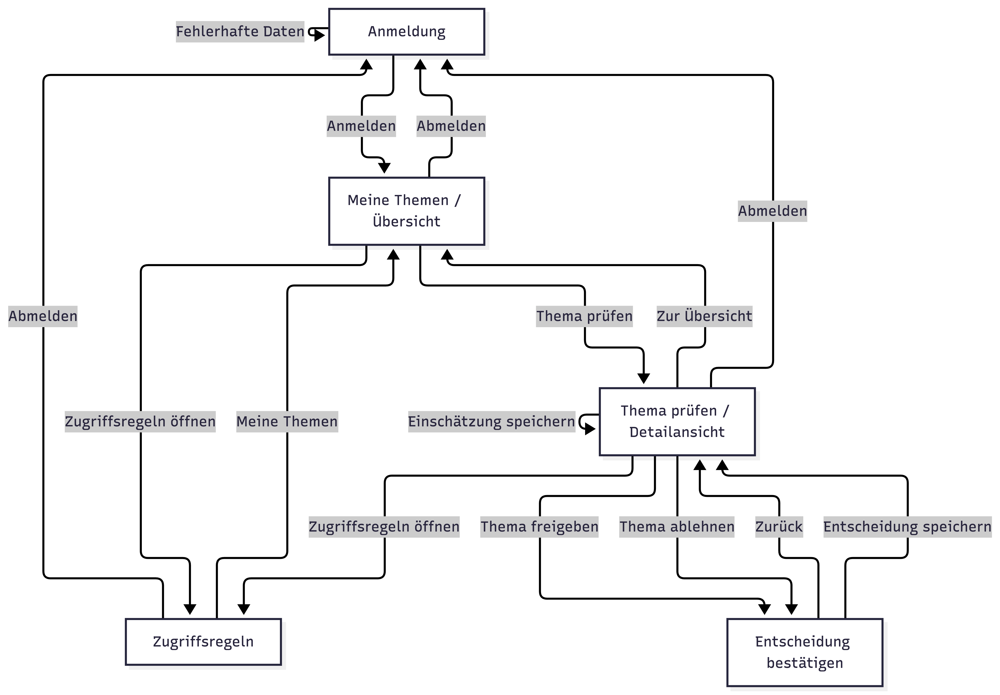 Fehlerhafte Daten
Anmeldung
Anmelden
Abmelden
Meine Themen /
Übersicht
Abmelden
Abmelden
Thema prüfen
Zur Übersicht
Zugriffsregeln öffnen
Meine Themen
Einschätzung speichern
Thema prüfen /
Detailansicht
Zugriffsregeln öffnen
Thema freigeben
Thema ablehnen
Zurück
Entscheidung speichern
Zugriffsregeln
Entscheidung
bestätigen